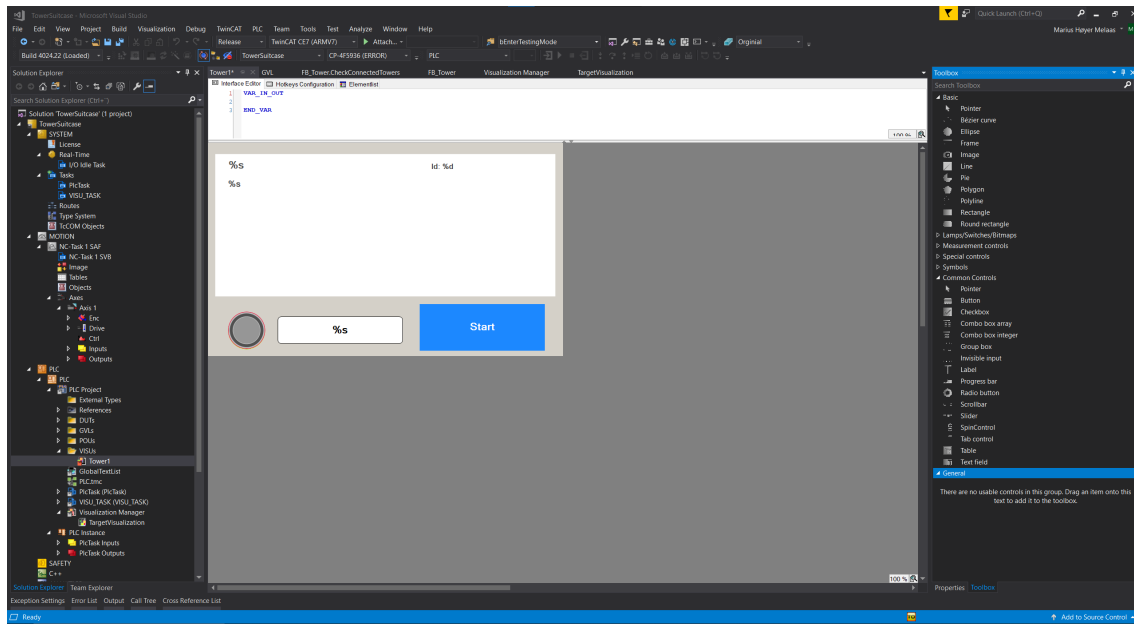 TowerSuitcase - Microsoft Visual Studio
Quick Launch (Ctrl+Q)
File Edit View Project Build Visualization Debug TwinCAT PLC Team Tools Test Analyze Window Help
Marius Høyer Melaas
Release TwinCAT CE7 (ARMV7) Attach... bEnterTestingMode Orginial
Build 4024.22 (Loaded) TowerSuitcase CP-4F5936 (ERROR) PLC
Solution Explorer
Tower1* GVL FB_Tower.CheckConnectedTowers FB_Tower Visualization Manager TargetVisualization
Toolbox
Interface Editor Hotkeys Configuration Elementlist
Search Solution Explorer (Ctrl+¨)
Search Toolbox
1 VAR_IN_OUT
2
3 END_VAR
100 %
Solution 'TowerSuitcase' (1 project)
TowerSuitcase
SYSTEM
License
Real-Time
I/O Idle Task
Tasks
PlcTask
VISU_TASK
Routes
Type System
TcCOM Objects
MOTION
NC-Task 1 SAF
NC-Task 1 SVB
Image
Tables
Objects
Axes
Axis 1
Enc
Drive
Ctrl
Inputs
Outputs
PLC
PLC
PLC Project
External Types
References
DUTs
GVLs
POUs
VISUs
Tower1
GlobalTextList
PLC.tmc
PlcTask (PlcTask)
VISU_TASK (VISU_TASK)
Visualization Manager
TargetVisualization
PLC Instance
PlcTask Inputs
PlcTask Outputs
SAFETY
C++
%s
Id: %d
%s
%s
Start
100 %
Basic
Pointer
Bézier curve
Ellipse
Frame
Image
Line
Pie
Polygon
Polyline
Rectangle
Round rectangle
Lamps/Switches/Bitmaps
Measurement controls
Special controls
Symbols
Common Controls
Pointer
Button
Checkbox
Combo box array
Combo box integer
Group box
Invisible input
Label
Progress bar
Radio button
Scrollbar
Slider
SpinControl
Tab control
Table
Text field
General
There are no usable controls in this group. Drag an item onto this
text to add it to the toolbox.
Solution Explorer Team Explorer
Properties Toolbox
Exception Settings Error List Output Call Tree Cross Reference List
Ready
Add to Source Control